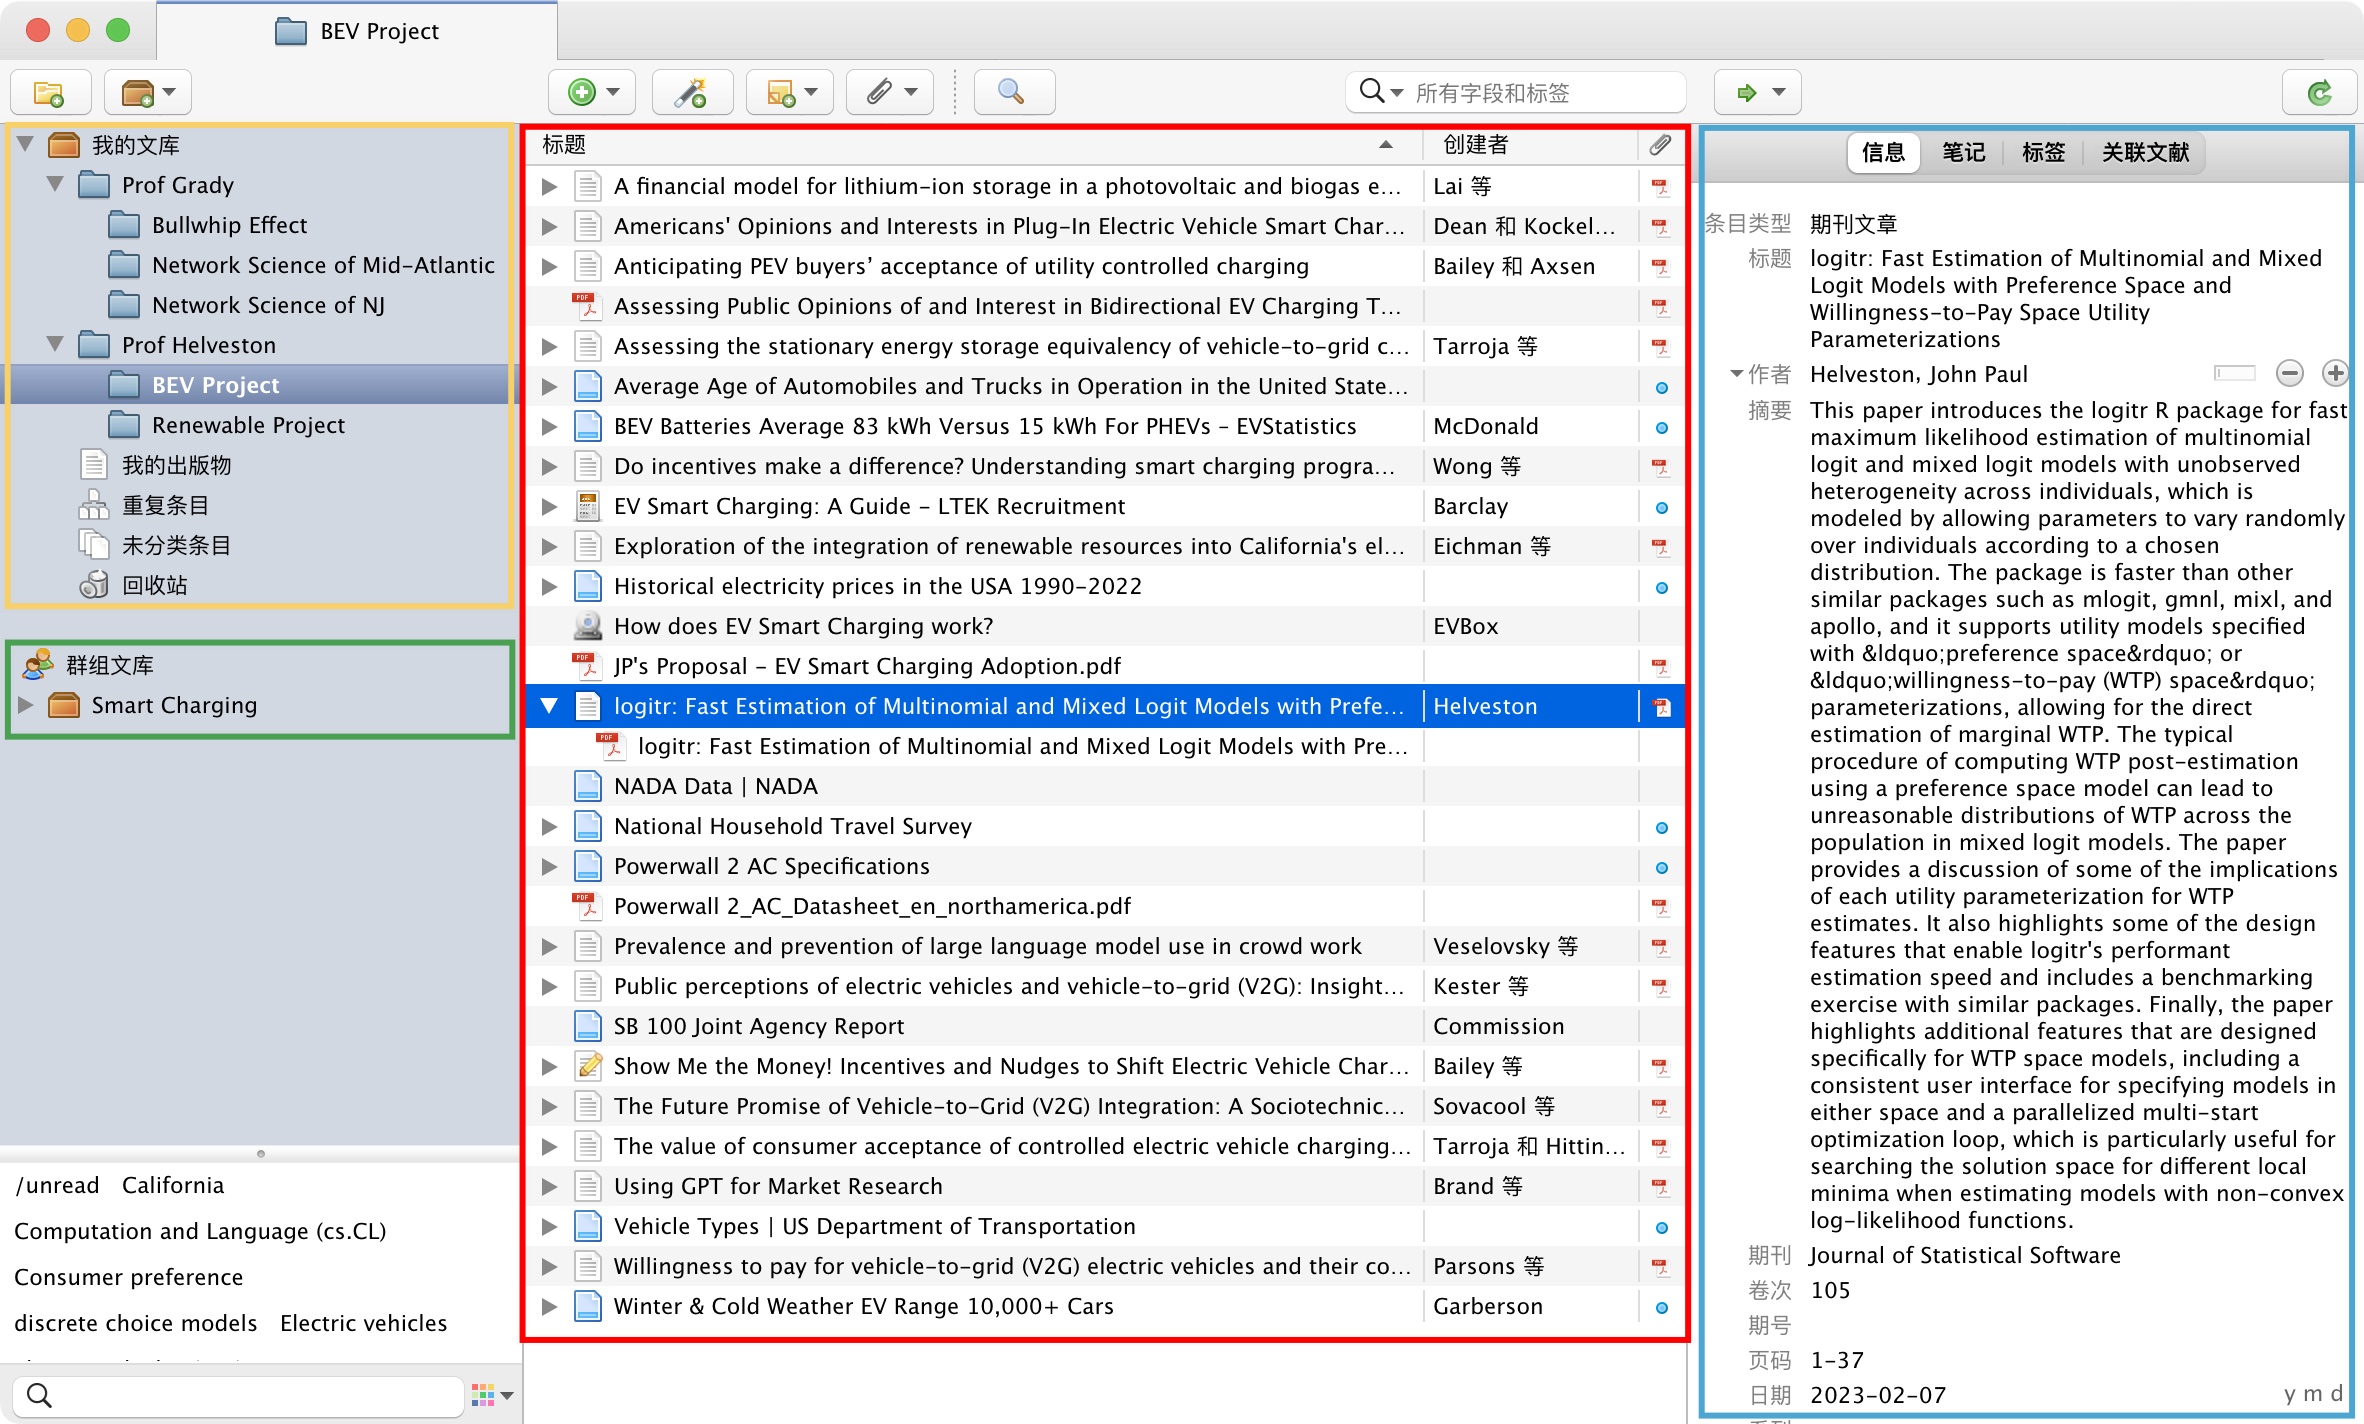 BEV Project
所有字段和标签
我的文库
Prof Grady
Bullwhip Effect
Network Science of Mid-Atlantic
Network Science of NJ
Prof Helveston
BEV Project
Renewable Project
我的出版物
重复条目
未分类条目
回收站
群组文库
Smart Charging
/unread California
Computation and Language (cs.CL)
Consumer preference
discrete choice models Electric vehicles
标题 创建者
A financial model for lithium-ion storage in a photovoltaic and biogas e... Lai 等
Americans' Opinions and Interests in Plug-In Electric Vehicle Smart Char... Dean 和 Kockel...
Anticipating PEV buyers’ acceptance of utility controlled charging Bailey 和 Axsen
Assessing Public Opinions of and Interest in Bidirectional EV Charging T...
Assessing the stationary energy storage equivalency of vehicle-to-grid c... Tarroja 等
Average Age of Automobiles and Trucks in Operation in the United State...
BEV Batteries Average 83 kWh Versus 15 kWh For PHEVs – EVStatistics McDonald
Do incentives make a difference? Understanding smart charging progra... Wong 等
EV Smart Charging: A Guide – LTEK Recruitment Barclay
Exploration of the integration of renewable resources into California's el... Eichman 等
Historical electricity prices in the USA 1990-2022
How does EV Smart Charging work? EVBox
JP's Proposal - EV Smart Charging Adoption.pdf
logitr: Fast Estimation of Multinomial and Mixed Logit Models with Prefe... Helveston
logitr: Fast Estimation of Multinomial and Mixed Logit Models with Pre...
NADA Data | NADA
National Household Travel Survey
Powerwall 2 AC Specifications
Powerwall 2_AC_Datasheet_en_northamerica.pdf
Prevalence and prevention of large language model use in crowd work Veselovsky 等
Public perceptions of electric vehicles and vehicle-to-grid (V2G): Insight... Kester 等
SB 100 Joint Agency Report Commission
Show Me the Money! Incentives and Nudges to Shift Electric Vehicle Char... Bailey 等
The Future Promise of Vehicle-to-Grid (V2G) Integration: A Sociotechnic... Sovacool 等
The value of consumer acceptance of controlled electric vehicle charging... Tarroja 和 Hittin...
Using GPT for Market Research Brand 等
Vehicle Types | US Department of Transportation
Willingness to pay for vehicle-to-grid (V2G) electric vehicles and their co... Parsons 等
Winter & Cold Weather EV Range 10,000+ Cars Garberson
信息 笔记 标签 关联文献
条目类型 期刊文章
标题 logitr: Fast Estimation of Multinomial and Mixed
Logit Models with Preference Space and
Willingness-to-Pay Space Utility
Parameterizations
作者 Helveston, John Paul
摘要 This paper introduces the logitr R package for fast
maximum likelihood estimation of multinomial
logit and mixed logit models with unobserved
heterogeneity across individuals, which is
modeled by allowing parameters to vary randomly
over individuals according to a chosen
distribution. The package is faster than other
similar packages such as mlogit, gmnl, mixl, and
apollo, and it supports utility models specified
with &ldquo;preference space&rdquo; or
&ldquo;willingness-to-pay (WTP) space&rdquo;
parameterizations, allowing for the direct
estimation of marginal WTP. The typical
procedure of computing WTP post-estimation
using a preference space model can lead to
unreasonable distributions of WTP across the
population in mixed logit models. The paper
provides a discussion of some of the implications
of each utility parameterization for WTP
estimates. It also highlights some of the design
features that enable logitr's performant
estimation speed and includes a benchmarking
exercise with similar packages. Finally, the paper
highlights additional features that are designed
specifically for WTP space models, including a
consistent user interface for specifying models in
either space and a parallelized multi-start
optimization loop, which is particularly useful for
searching the solution space for different local
minima when estimating models with non-convex
log-likelihood functions.
期刊 Journal of Statistical Software
卷次 105
期号
页码 1-37
日期 2023-02-07 y m d